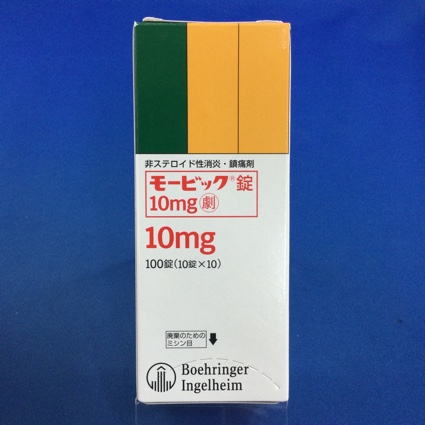 非ステロイド性消炎・鎮痛剤
モービック®錠
10mg 劇
10mg
100錠(10錠×10)
廃棄のための
ミシン目
Boehringer
Ingelheim